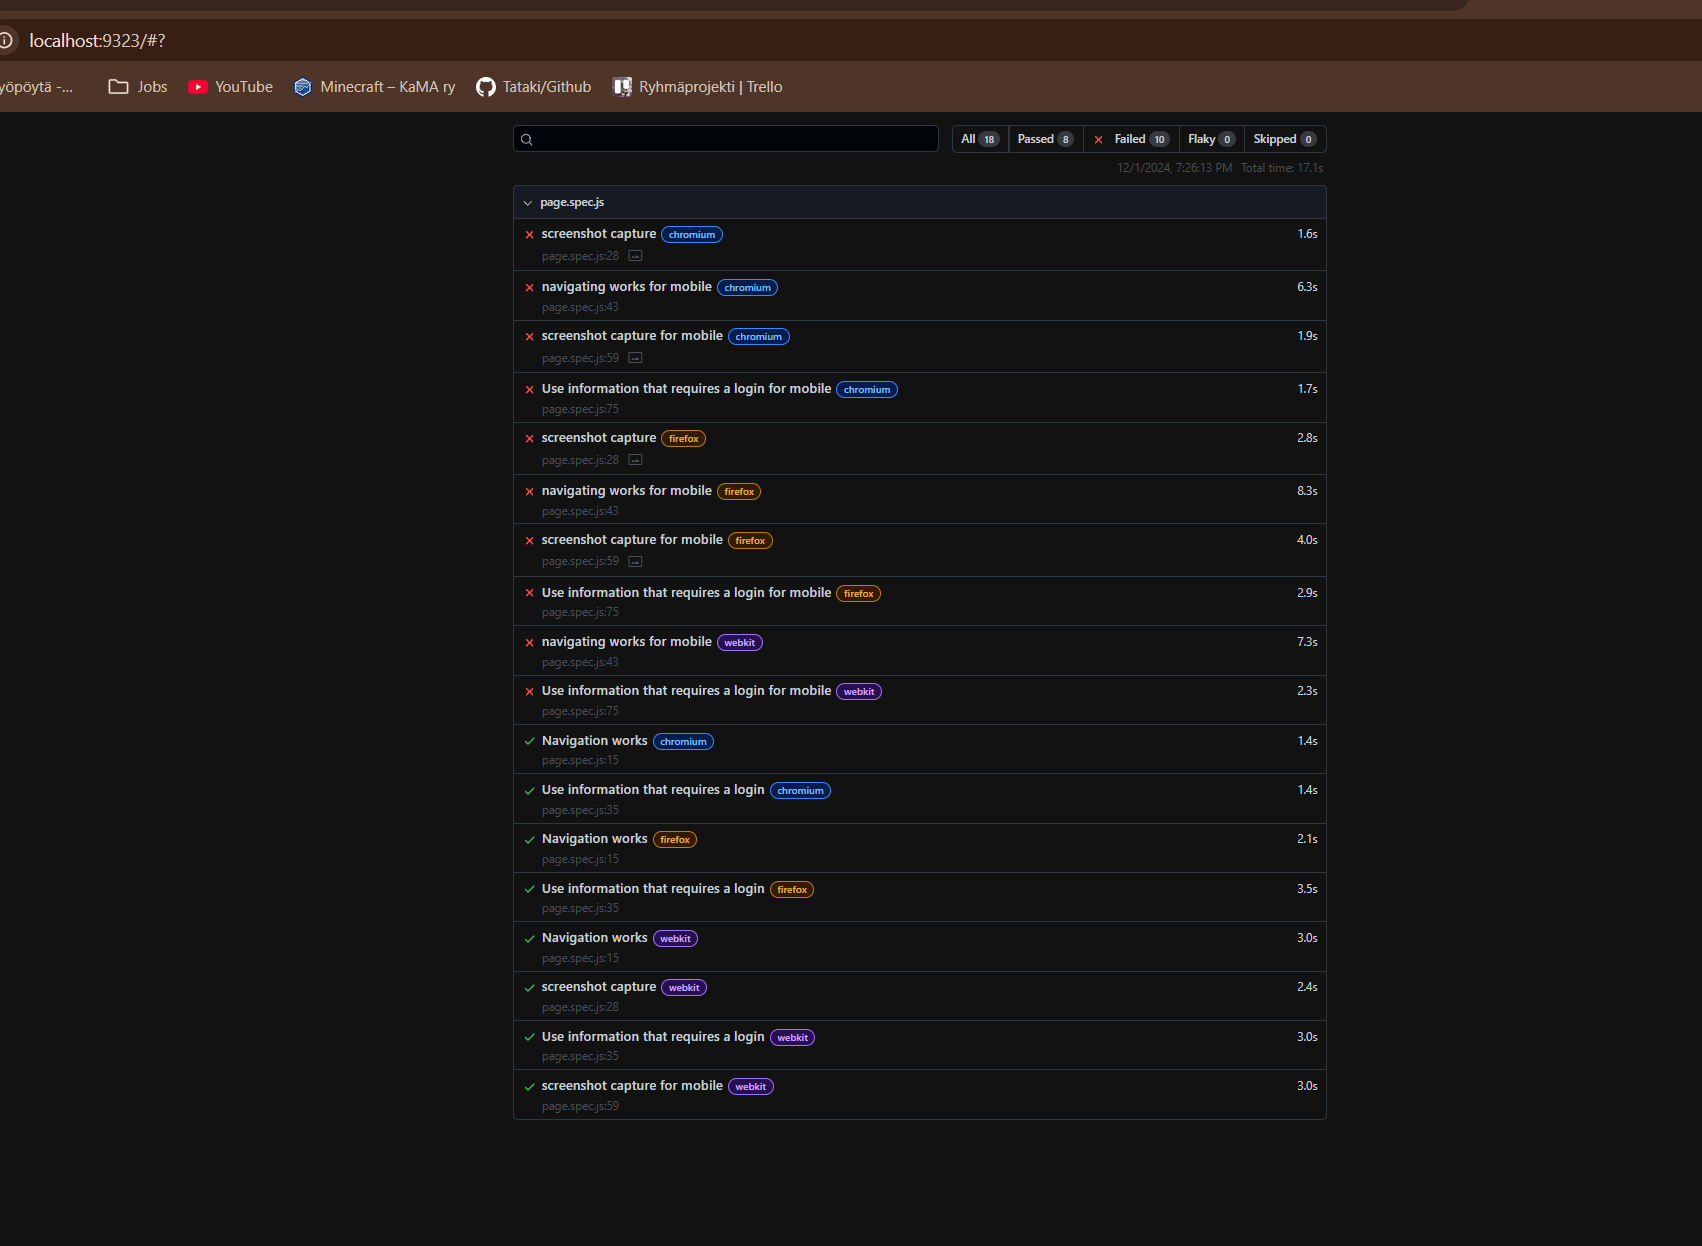 localhost:9323/#?
yöpöytä -... Jobs YouTube Minecraft – KaMA ry Tataki/Github Ryhmäprojekti | Trello
All 18 Passed 8 Failed 10 Flaky 0 Skipped 0
12/1/2024, 7:26:13 PM Total time: 17.1s
page.spec.js
screenshot capture chromium 1.6s
page.spec.js:28
navigating works for mobile chromium 6.3s
page.spec.js:43
screenshot capture for mobile chromium 1.9s
page.spec.js:59
Use information that requires a login for mobile chromium 1.7s
page.spec.js:75
screenshot capture firefox 2.8s
page.spec.js:28
navigating works for mobile firefox 8.3s
page.spec.js:43
screenshot capture for mobile firefox 4.0s
page.spec.js:59
Use information that requires a login for mobile firefox 2.9s
page.spec.js:75
navigating works for mobile webkit 7.3s
page.spec.js:43
Use information that requires a login for mobile webkit 2.3s
page.spec.js:75
Navigation works chromium 1.4s
page.spec.js:15
Use information that requires a login chromium 1.4s
page.spec.js:35
Navigation works firefox 2.1s
page.spec.js:15
Use information that requires a login firefox 3.5s
page.spec.js:35
Navigation works webkit 3.0s
page.spec.js:15
screenshot capture webkit 2.4s
page.spec.js:28
Use information that requires a login webkit 3.0s
page.spec.js:35
screenshot capture for mobile webkit 3.0s
page.spec.js:59